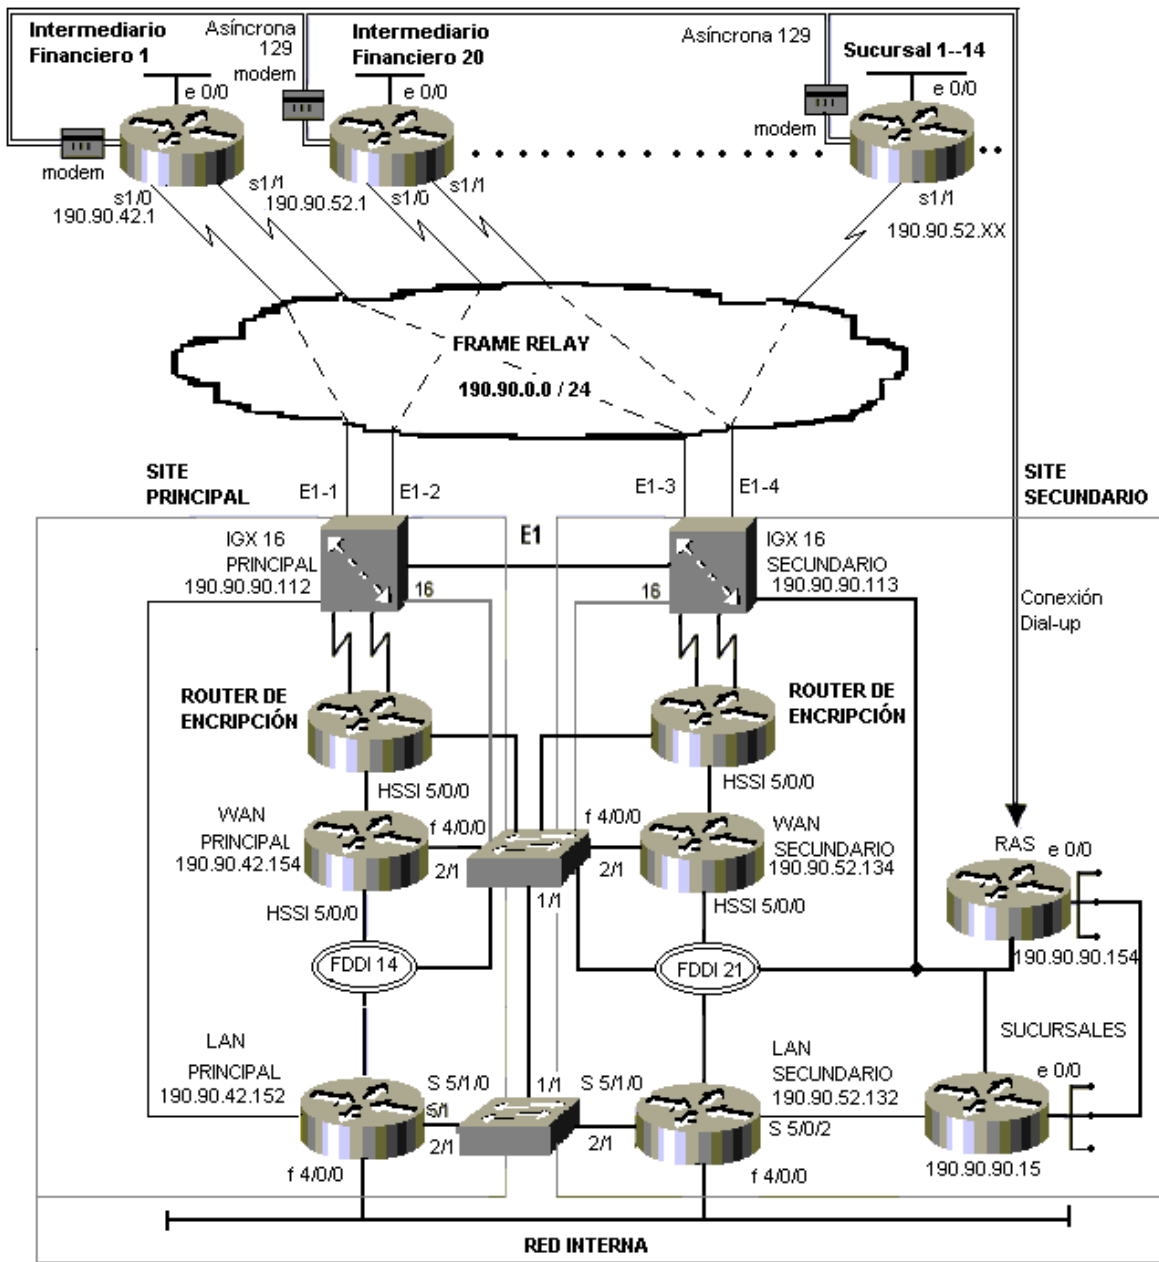 Intermediario
Financiero 1
Asíncrona
129
modem
Intermediario
Financiero 20
Asíncrona 129
Sucursal 1--14
e 0/0
e 0/0
e 0/0
modem
modem
s1/0
190.90.42.1
s1/1
190.90.52.1
s1/0
s1/1
s1/1
190.90.52.XX
FRAME RELAY
190.90.0.0 / 24
SITE
PRINCIPAL
E1-1
E1-2
E1-3
E1-4
SITE
SECUNDARIO
E1
IGX 16
PRINCIPAL
190.90.90.112
16
IGX 16
SECUNDARIO
190.90.90.113
16
Conexión
Dial-up
ROUTER DE
ENCRIPCIÓN
ROUTER DE
ENCRIPCIÓN
HSSI 5/0/0
HSSI 5/0/0
WAN
PRINCIPAL
190.90.42.154
f 4/0/0
2/1
f 4/0/0
2/1
WAN
SECUNDARIO
190.90.52.134
1/1
HSSI 5/0/0
HSSI 5/0/0
RAS
e 0/0
190.90.90.154
FDDI 14
FDDI 21
SUCURSALES
LAN
PRINCIPAL
190.90.42.152
S 5/1/0
5/1
2/1
1/1
S 5/1/0
2/1
LAN
SECUNDARIO
190.90.52.132
S 5/0/2
e 0/0
190.90.90.15
f 4/0/0
f 4/0/0
RED INTERNA